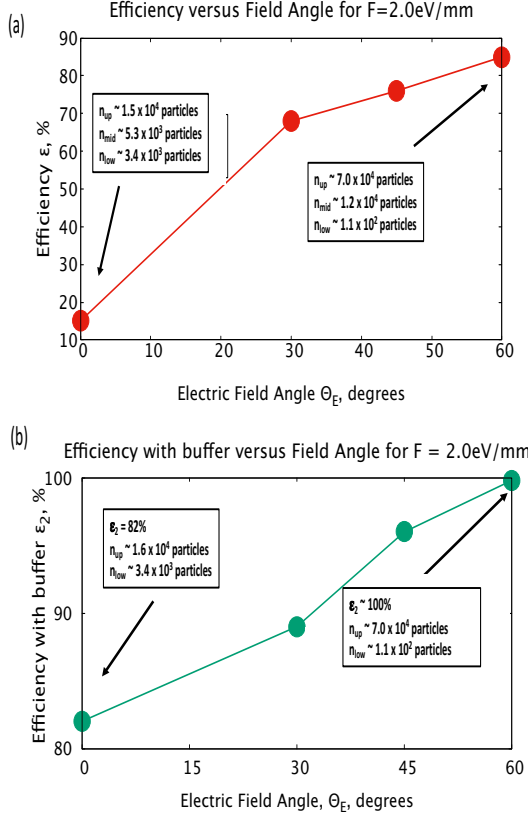 (a)
Efficiency versus Field Angle for F=2.0eV/mm
Efficiency ε, %
90
80
70
60
50
40
30
20
10
n_up ~ 1.5 x 10^4 particles
n_mid ~ 5.3 x 10^3 particles
n_low ~ 3.4 x 10^3 particles
n_up ~ 7.0 x 10^4 particles
n_mid ~ 1.2 x 10^4 particles
n_low ~ 1.1 x 10^2 particles
0 10 20 30 40 50 60
Electric Field Angle Θ_E, degrees
(b)
Efficiency with buffer versus Field Angle for F = 2.0eV/mm
Efficiency with buffer ε_2, %
100
90
80
ε_2 = 82%
n_up ~ 1.6 x 10^4 particles
n_low ~ 3.4 x 10^3 particles
ε_2 ~ 100%
n_up ~ 7.0 x 10^4 particles
n_low ~ 1.1 x 10^2 particles
0 15 30 45 60
Electric Field Angle, Θ_E, degrees